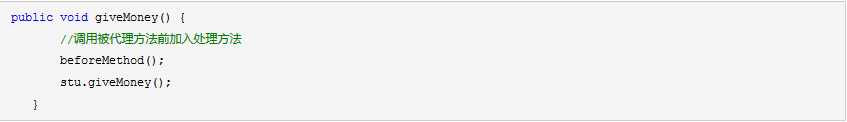 public void giveMoney() {
//调用被代理方法前加入处理方法
beforeMethod();
stu.giveMoney();
}